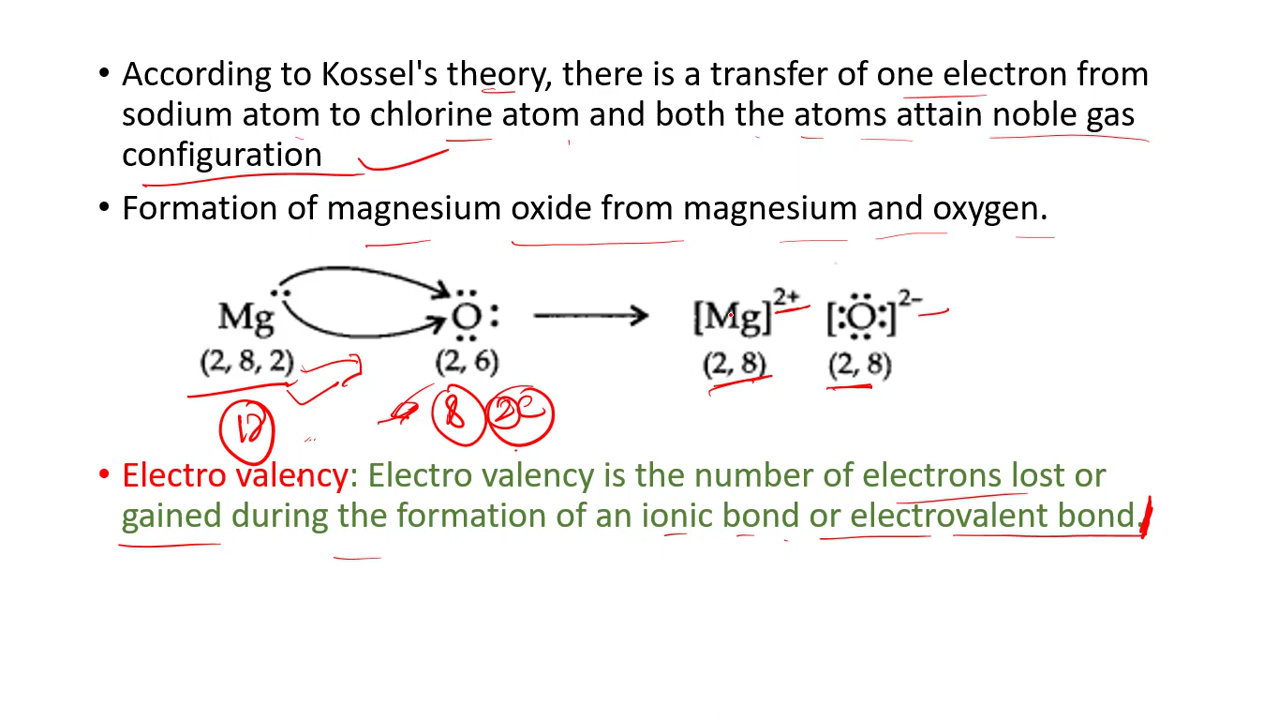 • According to Kossel's theory, there is a transfer of one electron from
sodium atom to chlorine atom and both the atoms attain noble gas
configuration
• Formation of magnesium oxide from magnesium and oxygen.
Mg O [Mg]2+ [O]2−
(2, 8, 2) (2, 6) (2, 8) (2, 8)
12 8 2e
• Electro valency: Electro valency is the number of electrons lost or
gained during the formation of an ionic bond or electrovalent bond.